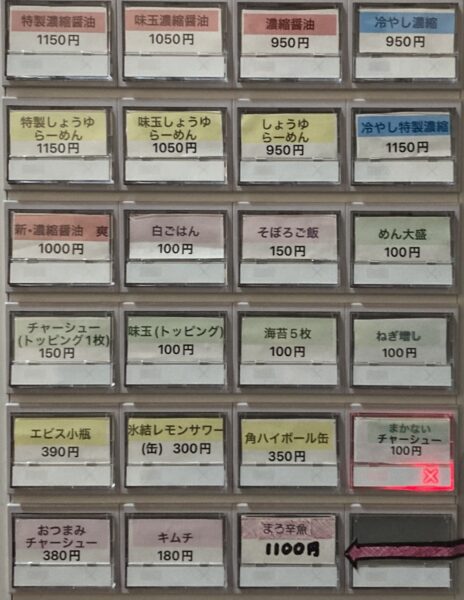 特製濃縮醤油
1150円
味玉濃縮醤油
1050円
濃縮醤油
950円
冷やし濃縮
950円
特製しょうゆ
らーめん
1150円
味玉しょうゆ
らーめん
1050円
しょうゆ
らーめん
950円
冷やし特製濃縮
1150円
新・濃縮醤油 爽
1000円
白ごはん
100円
そぼろご飯
150円
めん大盛
100円
チャーシュー
(トッピング1枚)
150円
味玉(トッピング)
100円
海苔5枚
100円
ねぎ増し
100円
エビス小瓶
390円
氷結レモンサワー
(缶) 300円
角ハイボール缶
350円
まかない
チャーシュー
100円
おつまみ
チャーシュー
380円
キムチ
180円
まろ辛魚
1100円